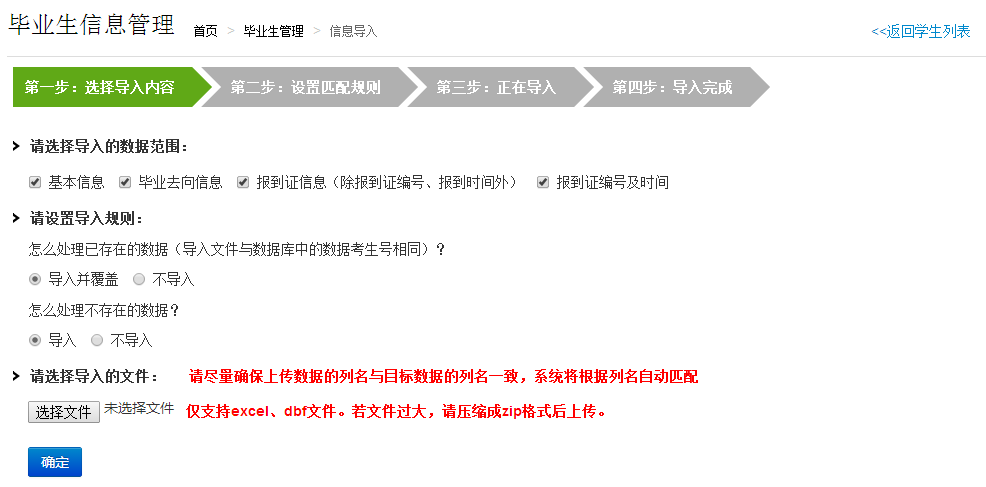 毕业生信息管理 首页 > 毕业生管理 > 信息导入 <<返回学生列表
第一步：选择导入内容 第二步：设置匹配规则 第三步：正在导入 第四步：导入完成
请选择导入的数据范围：
基本信息 毕业去向信息 报到证信息（除报到证编号、报到时间外） 报到证编号及时间
请设置导入规则：
怎么处理已存在的数据（导入文件与数据库中的数据考生号相同）？
导入并覆盖 不导入
怎么处理不存在的数据？
导入 不导入
请选择导入的文件： 请尽量确保上传数据的列名与目标数据的列名一致，系统将根据列名自动匹配
选择文件 未选择文件 仅支持excel、dbf文件。若文件过大，请压缩成zip格式后上传。
确定